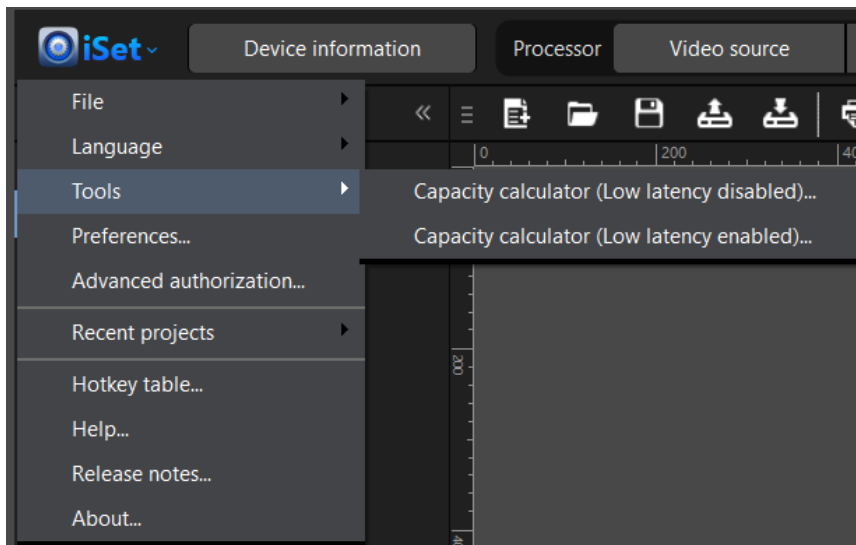 iSet
Device information
Processor
Video source
File
Language
Tools
Preferences...
Advanced authorization...
Recent projects
Hotkey table...
Help...
Release notes...
About...
Capacity calculator (Low latency disabled)...
Capacity calculator (Low latency enabled)...
0
200
200